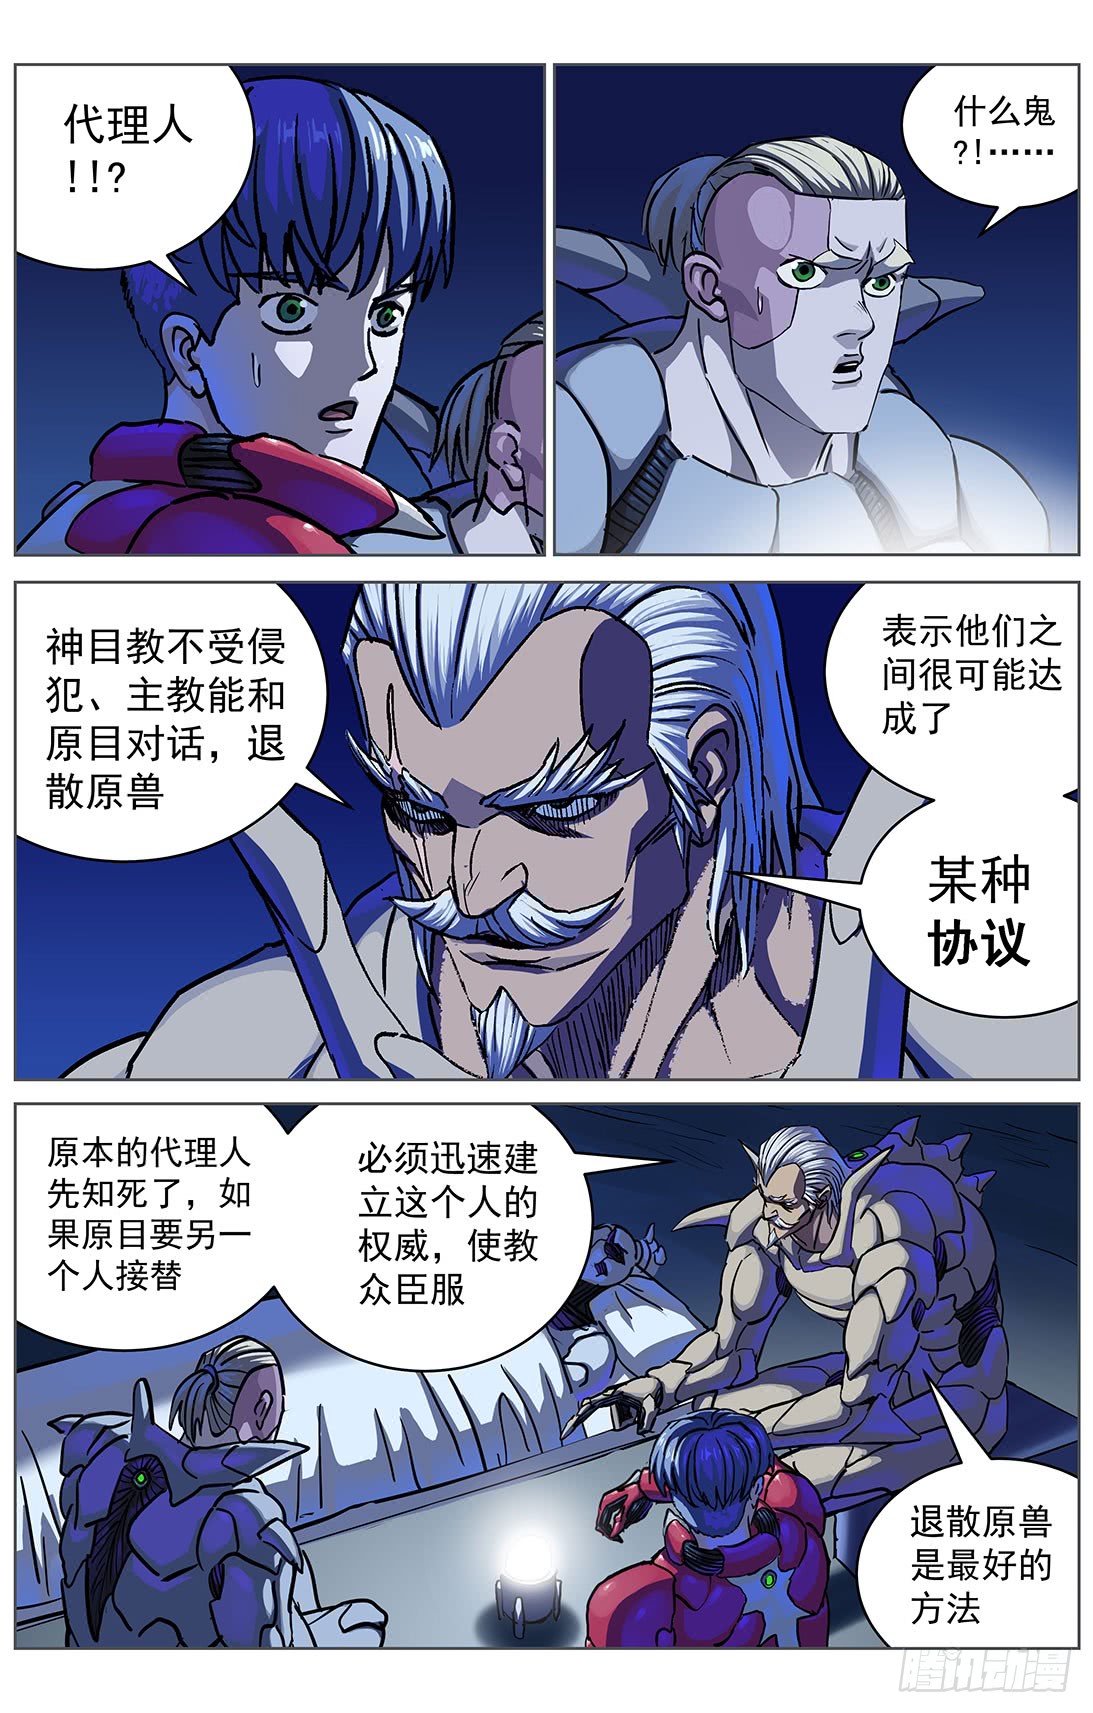 代理人
!!?
什么鬼
?!……
神目教不受侵
犯、主教能和
原目对话，退
散原兽
表示他们之
间很可能达
成了
某种
协议
原本的代理人
先知死了，如
果原目要另一
个人接替
必须迅速建
立这个人的
权威，使教
众臣服
退散原兽
是最好的
方法
腾讯动漫